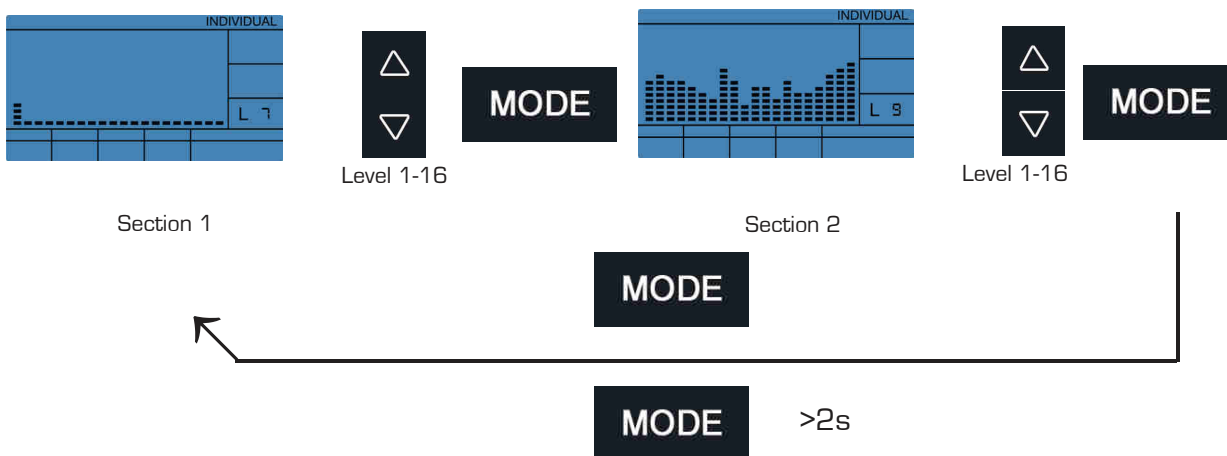 INDIVIDUAL
L 7
Level 1-16
MODE
Section 1
INDIVIDUAL
L 9
Level 1-16
MODE
Section 2
MODE
MODE
>2s